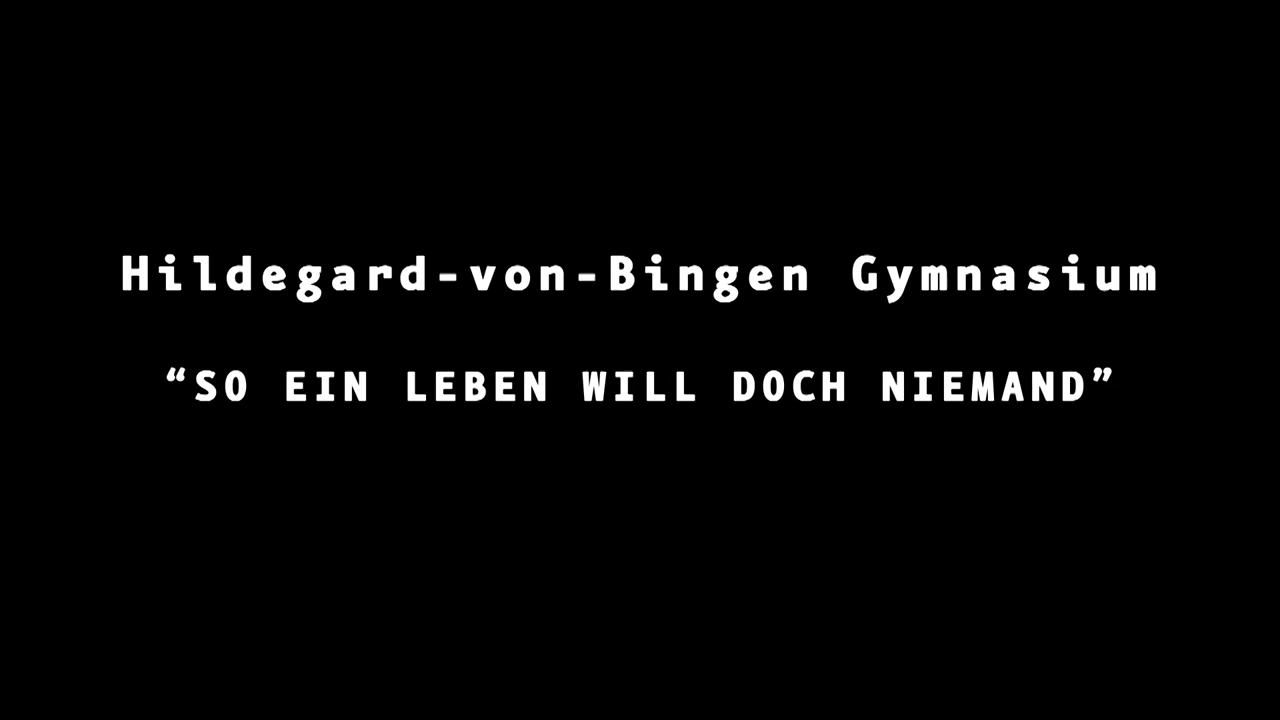 Hildegard-von-Bingen Gymnasium
“SO EIN LEBEN WILL DOCH NIEMAND”